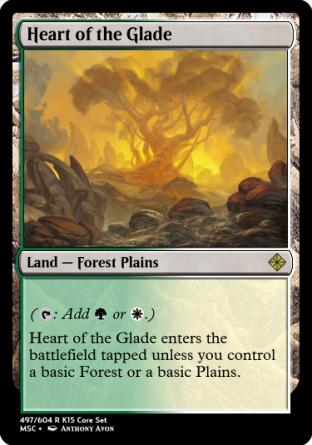 Heart of the Glade
Land — Forest Plains
( : Add or .)
Heart of the Glade enters the
battlefield tapped unless you control
a basic Forest or a basic Plains.
497/604 R K15 Core Set
MSC • Anthony Avon